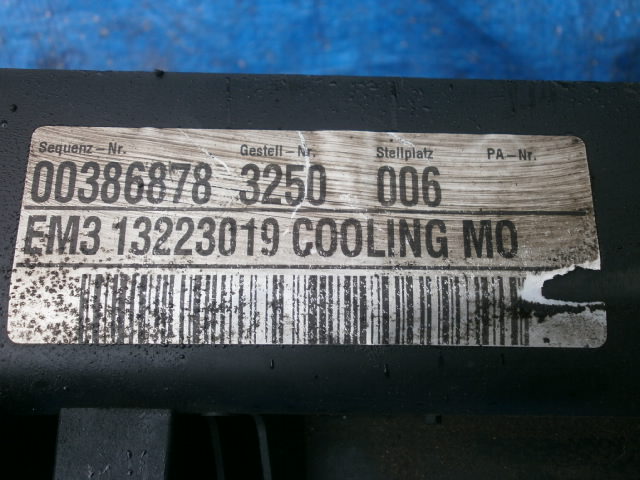 Sequenz-Nr. Gestell-Nr. Stellplatz PA-Nr.
00386878 3250 006
EM3 13223019 COOLING MO